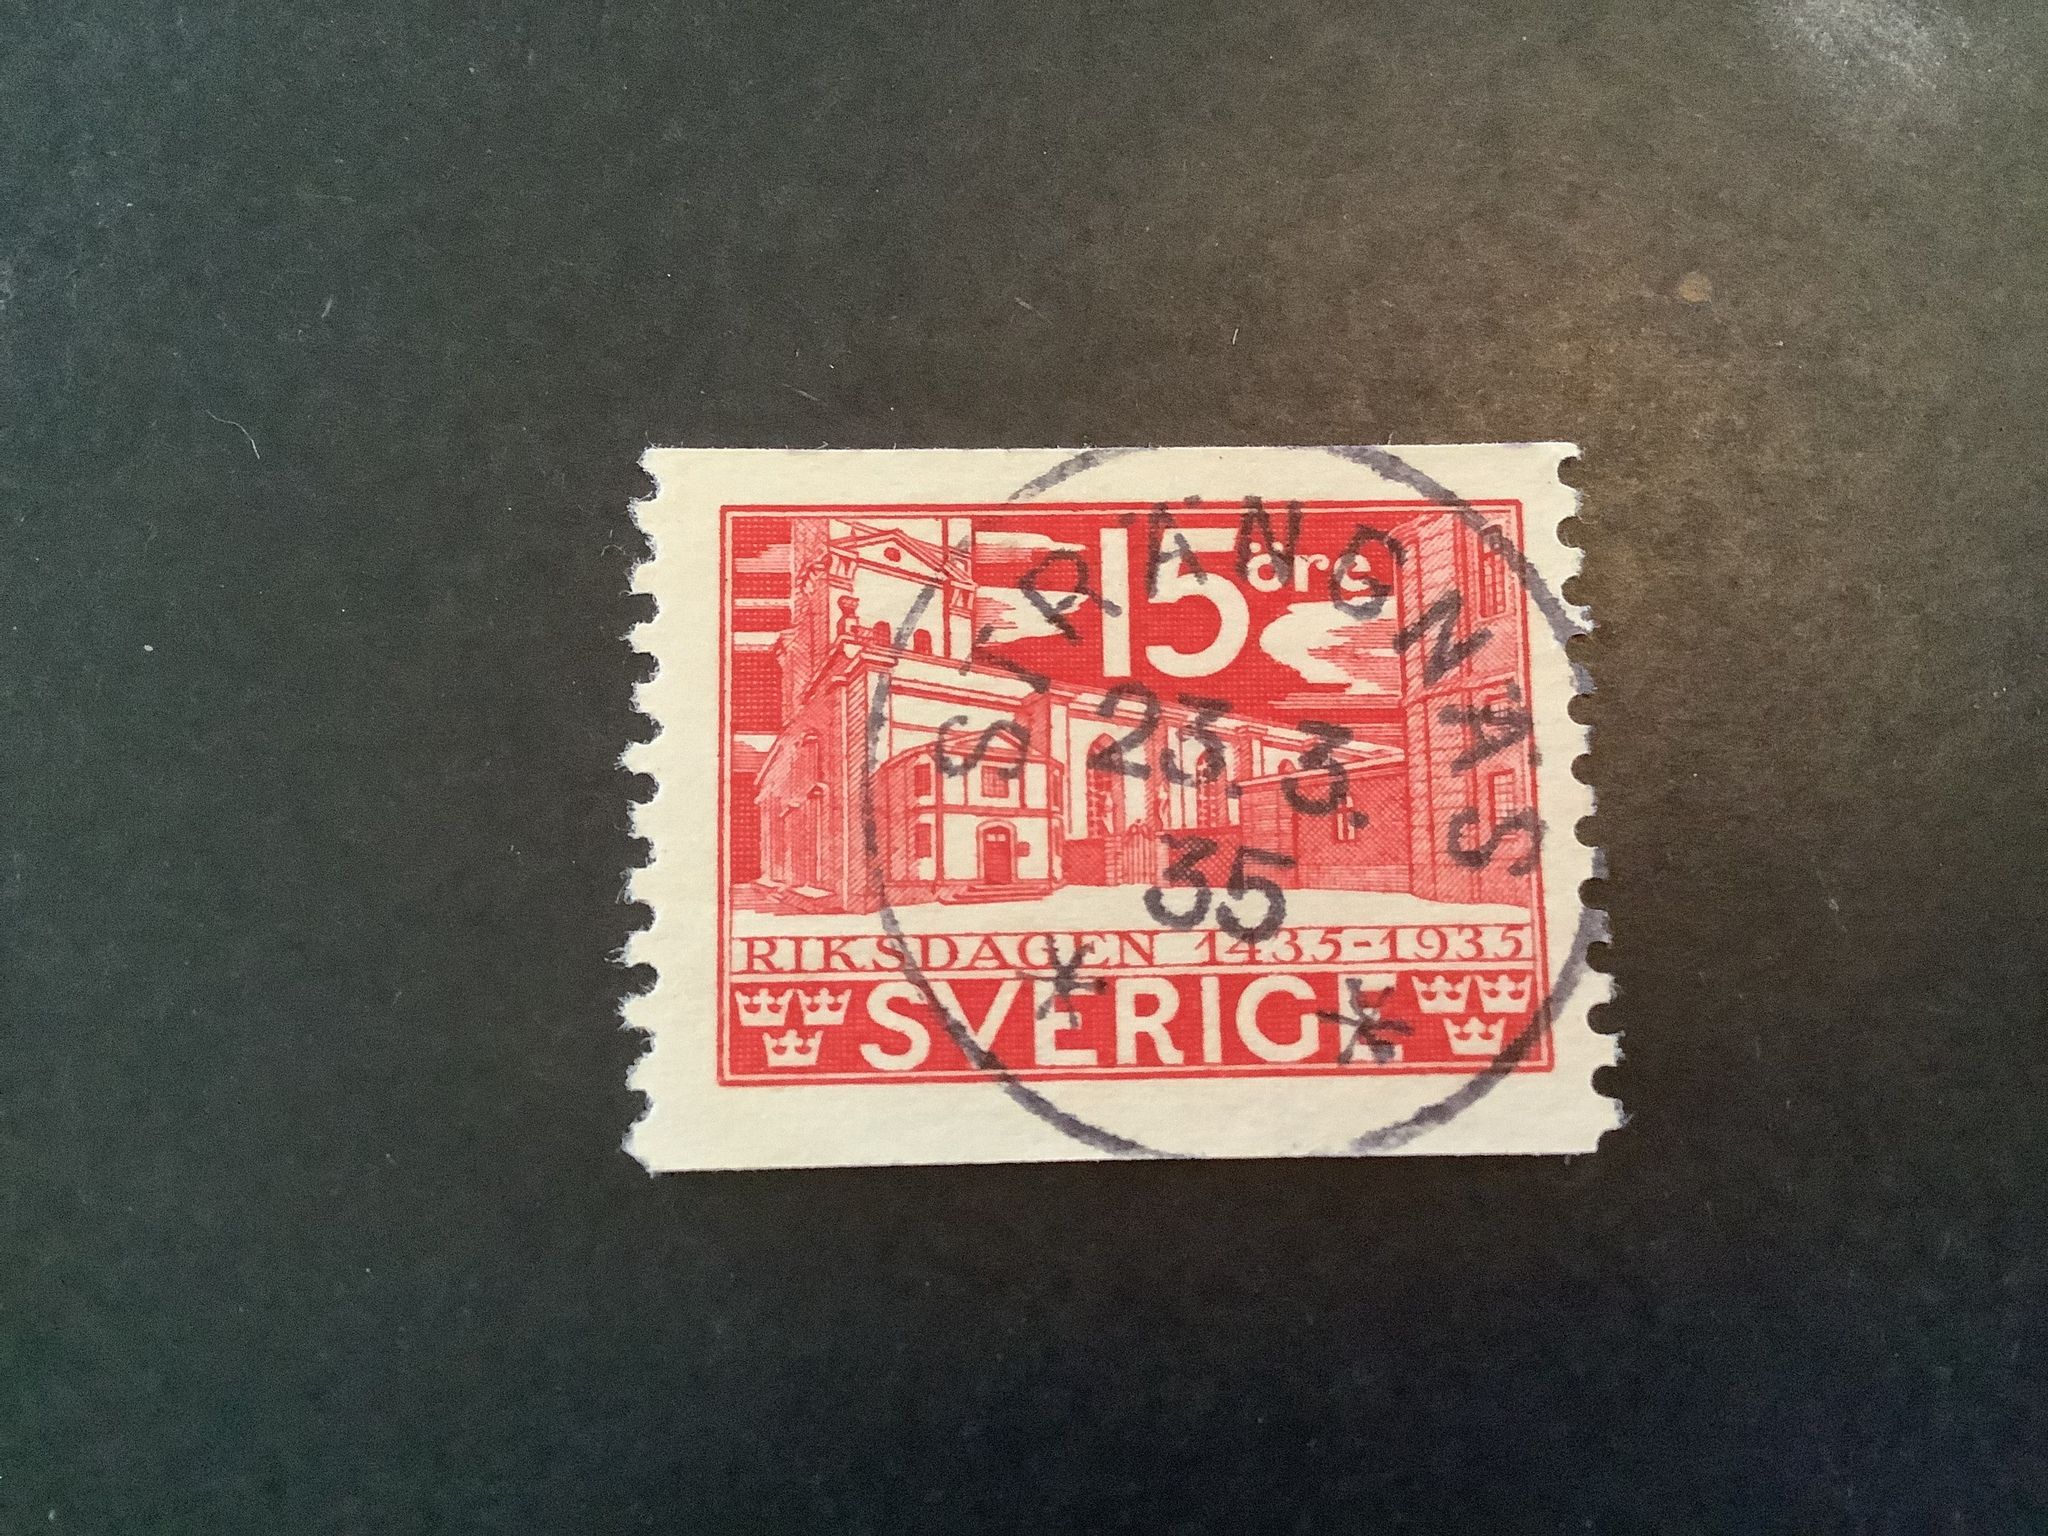 15 öre
RIKSDAGEN 1435-1935
SVERIGE
STRÄNGNÄS
23.3.
35
* *